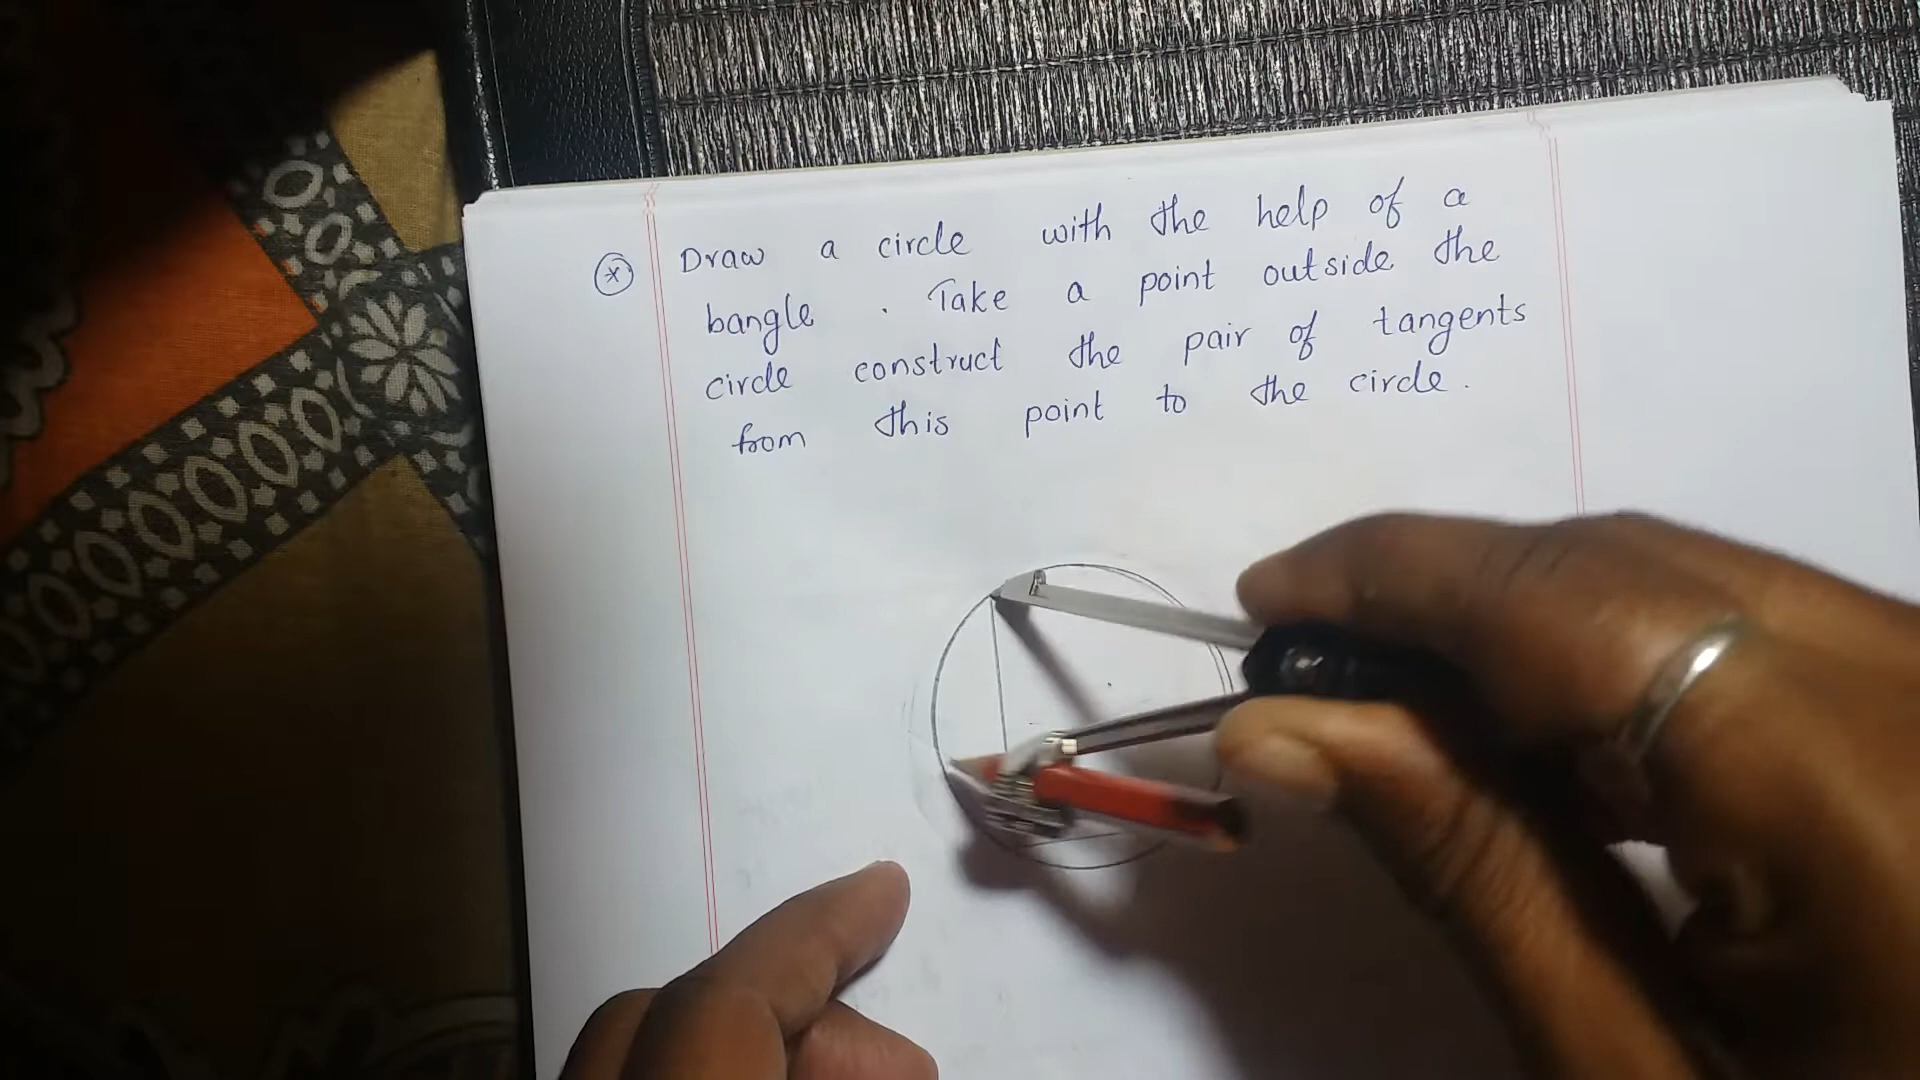 * Draw a circle with the help of a
bangle . Take a point outside the
circle construct the pair of tangents
from this point to the circle .